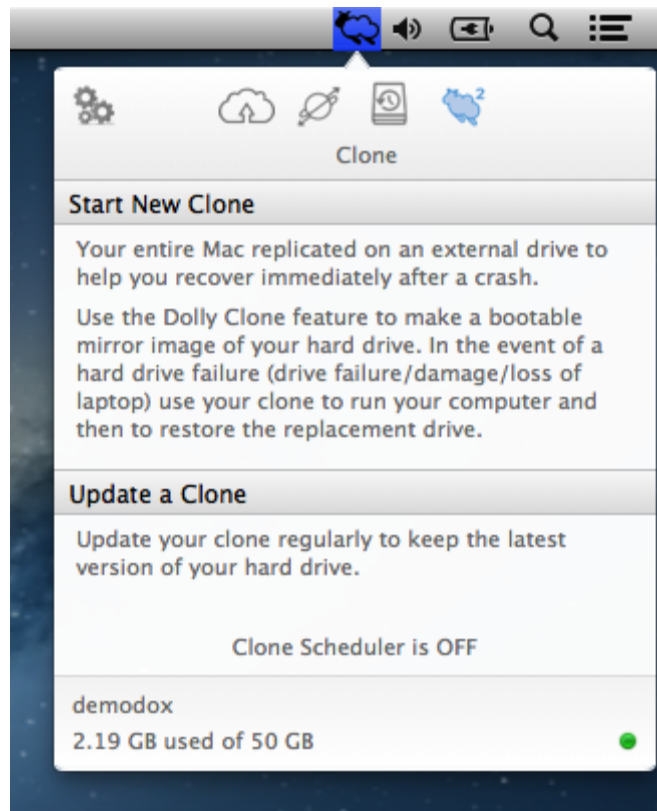 2
Clone
Start New Clone
Your entire Mac replicated on an external drive to
help you recover immediately after a crash.
Use the Dolly Clone feature to make a bootable
mirror image of your hard drive. In the event of a
hard drive failure (drive failure/damage/loss of
laptop) use your clone to run your computer and
then to restore the replacement drive.
Update a Clone
Update your clone regularly to keep the latest
version of your hard drive.
Clone Scheduler is OFF
demodox
2.19 GB used of 50 GB